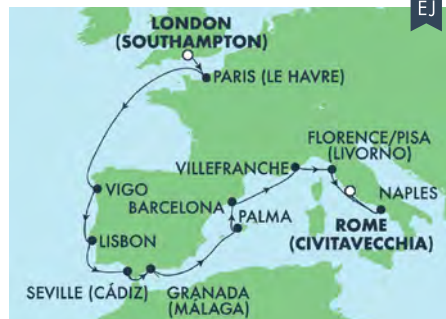 EJ
LONDON
(SOUTHAMPTON)
PARIS (LE HAVRE)
FLORENCE/PISA
(LIVORNO)
VILLEFRANCHE
VIGO
BARCELONA
NAPLES
PALMA
ROME
(CIVITAVECCHIA)
LISBON
SEVILLE (CÁDIZ)
GRANADA
(MÁLAGA)